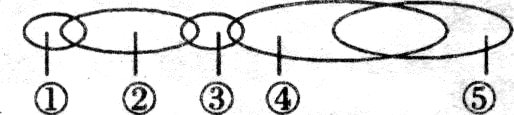 ① ② ③ ④ ⑤